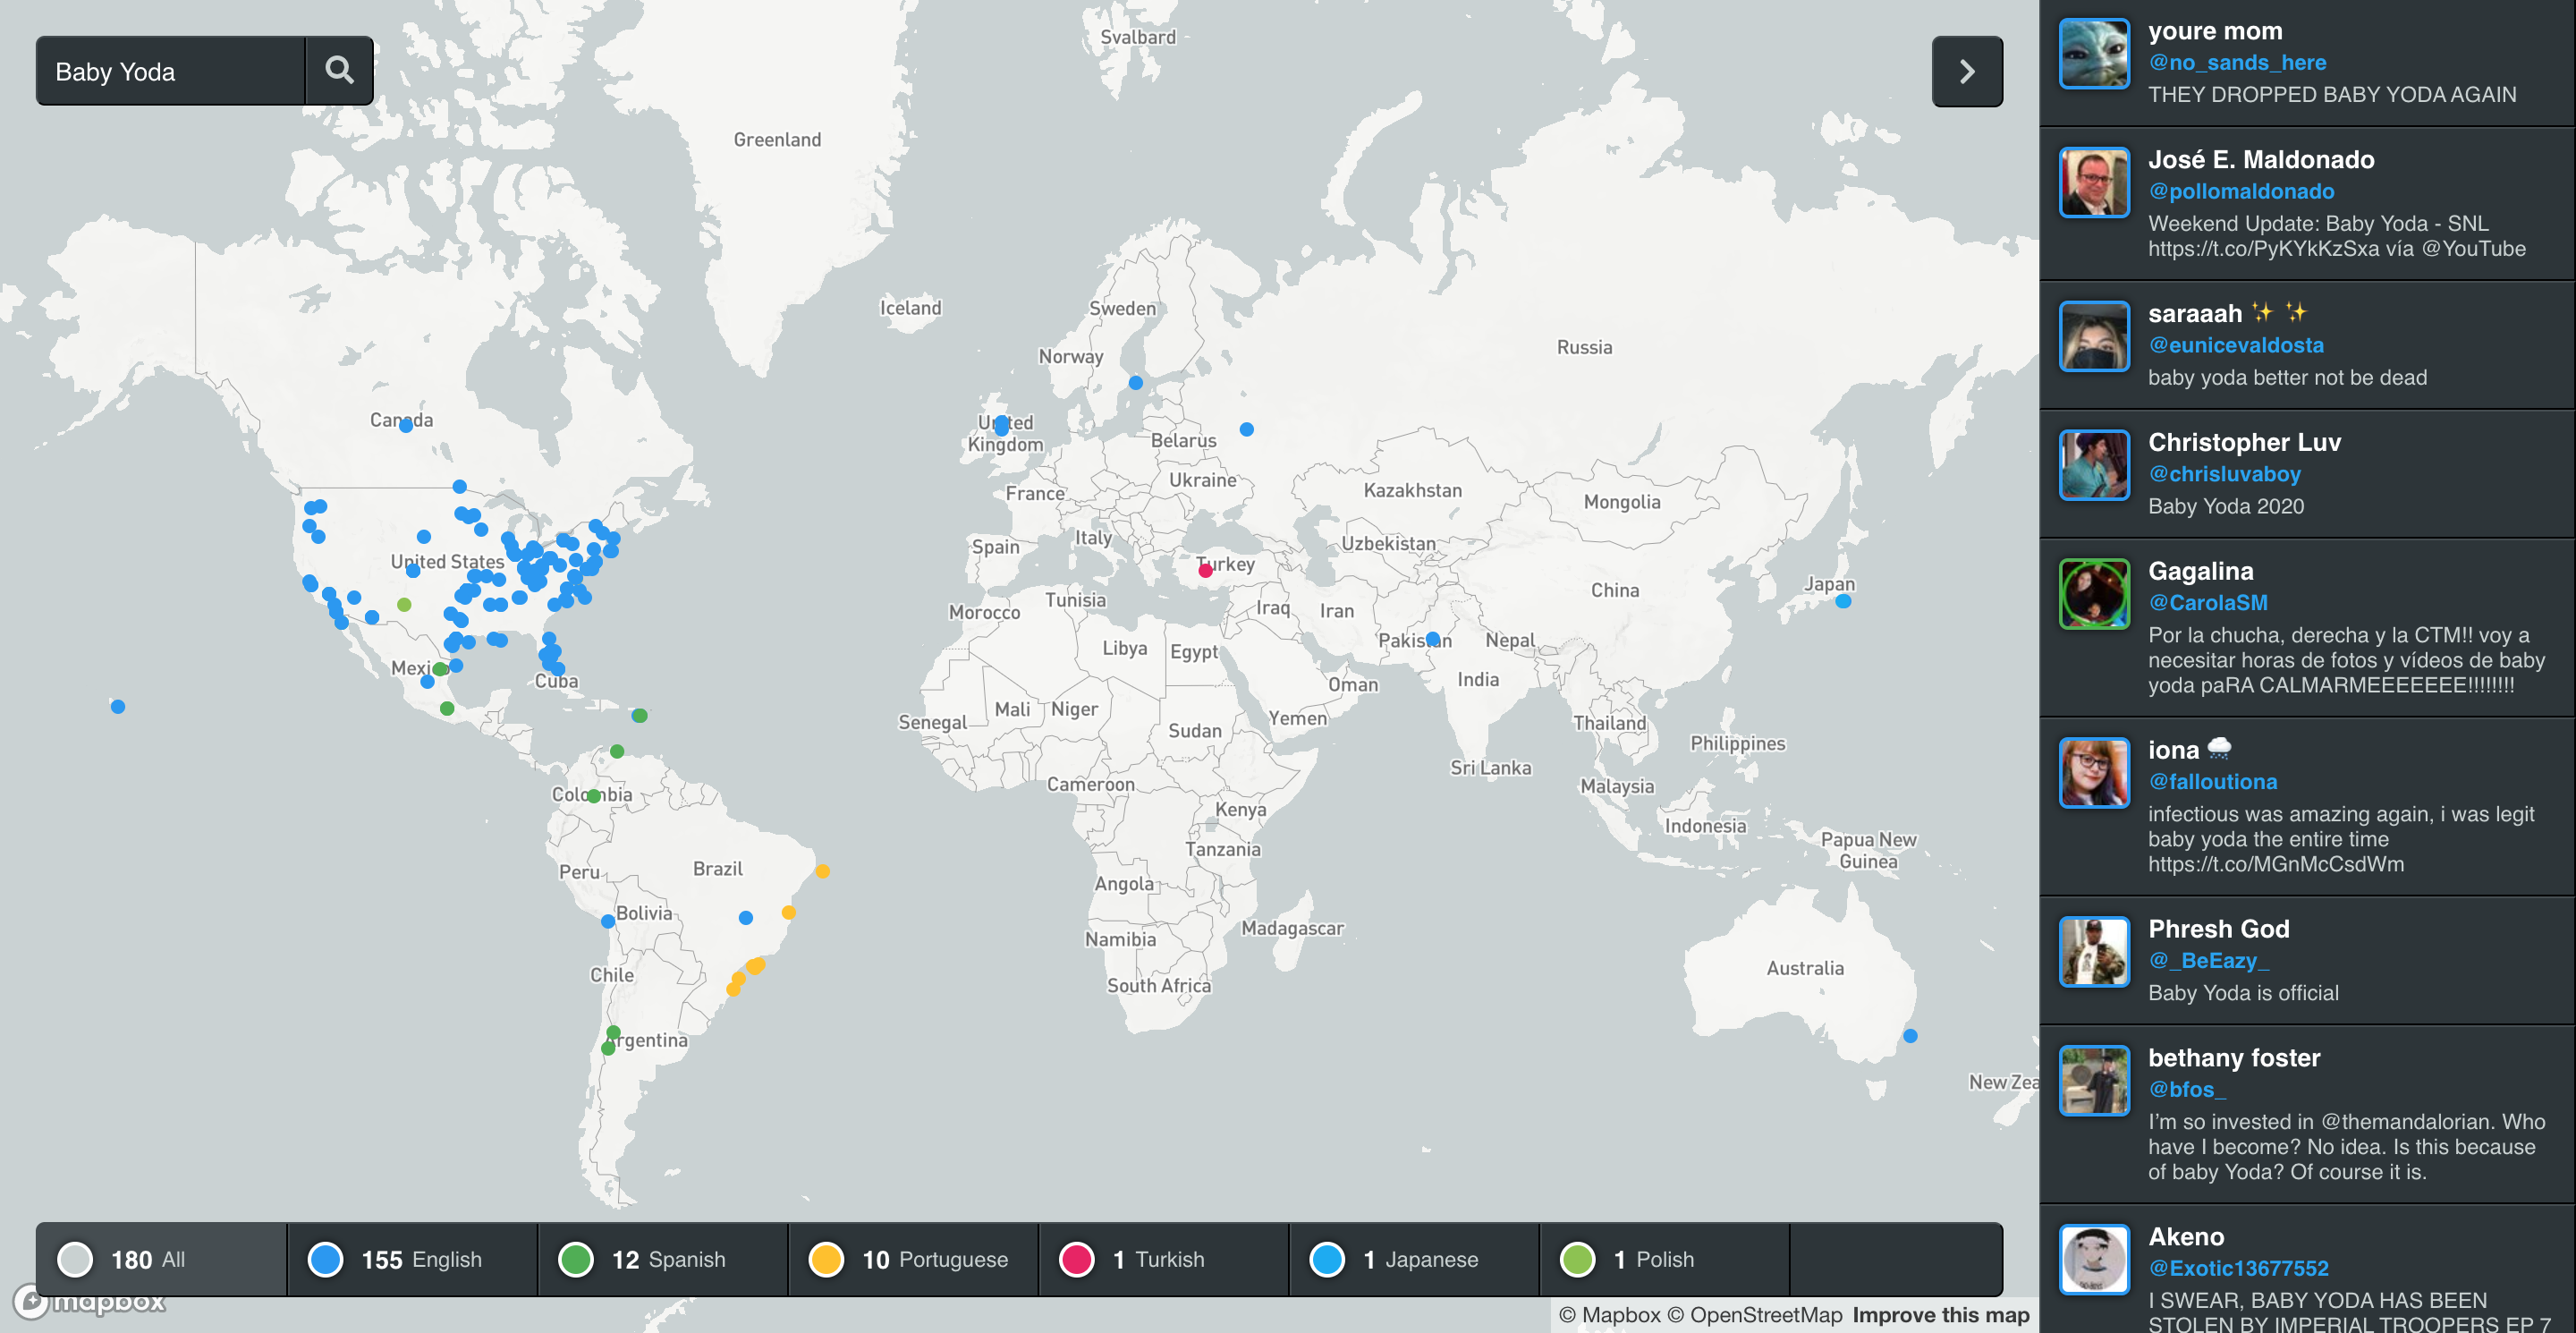 Baby Yoda
Svalbard
Greenland
Iceland
Sweden
Norway
Russia
Canada
United
Kingdom
Belarus
Ukraine
France
Kazakhstan
Mongolia
Italy
Spain
Uzbekistan
United States
Turkey
Japan
China
Tunisia
Morocco
Iraq
Iran
Pakistan
Nepal
Libya
Egypt
Mexico
Cuba
India
Oman
Mali
Niger
Senegal
Yemen
Thailand
Sudan
Philippines
Sri Lanka
Cameroon
Malaysia
Colombia
Kenya
Indonesia
Papua New
Guinea
Tanzania
Brazil
Peru
Angola
Bolivia
Madagascar
Namibia
Chile
Australia
South Africa
Argentina
New Zea
180 All
155 English
12 Spanish
10 Portuguese
1 Turkish
1 Japanese
1 Polish
mapbox
© Mapbox © OpenStreetMap Improve this map
youre mom
@no_sands_here
THEY DROPPED BABY YODA AGAIN
José E. Maldonado
@pollomaldonado
Weekend Update: Baby Yoda - SNL
https://t.co/PyKYkKzSxa vía @YouTube
saraaah ✨ ✨
@eunicevaldosta
baby yoda better not be dead
Christopher Luv
@chrisluvaboy
Baby Yoda 2020
Gagalina
@CarolaSM
Por la chucha, derecha y la CTM!! voy a
necesitar horas de fotos y vídeos de baby
yoda paRA CALMARMEEEEEEE!!!!!!!!
iona 🌧
@falloutiona
infectious was amazing again, i was legit
baby yoda the entire time
https://t.co/MGnMcCsdWm
Phresh God
@_BeEazy_
Baby Yoda is official
bethany foster
@bfos_
I'm so invested in @themandalorian. Who
have I become? No idea. Is this because
of baby Yoda? Of course it is.
Akeno
@Exotic13677552
I SWEAR, BABY YODA HAS BEEN
STOLEN BY IMPERIAL TROOPERS EP 7